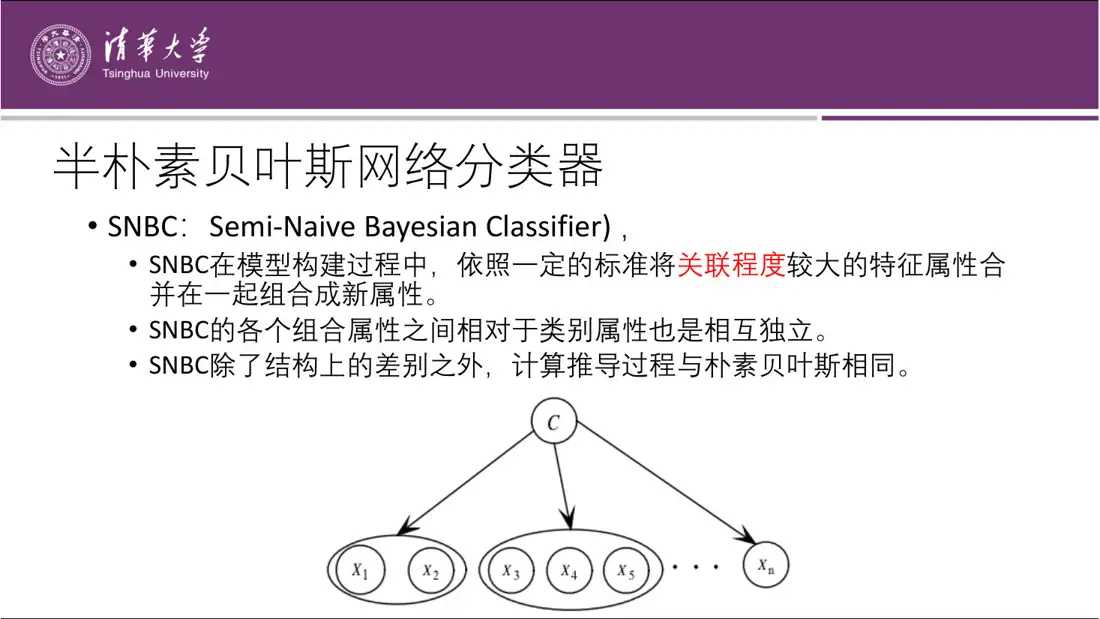 清华大学
Tsinghua University
半朴素贝叶斯网络分类器
• SNBC： Semi-Naive Bayesian Classifier) ，
• SNBC在模型构建过程中，依照一定的标准将关联程度较大的特征属性合
并在一起组合成新属性。
• SNBC的各个组合属性之间相对于类别属性也是相互独立。
• SNBC除了结构上的差别之外，计算推导过程与朴素贝叶斯相同。
C
X1 X2 X3 X4 X5 · · · Xn